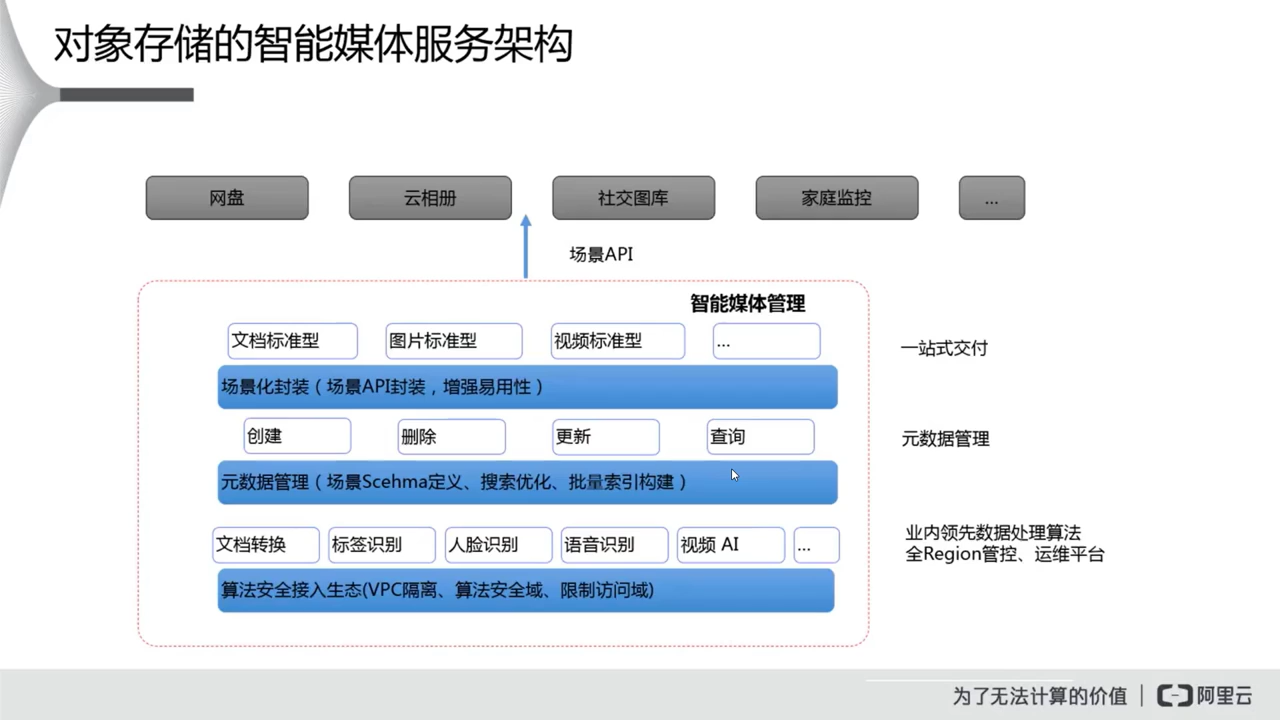 对象存储的智能媒体服务架构
网盘
云相册
社交图库
家庭监控
...
场景API
智能媒体管理
文档标准型
图片标准型
视频标准型
...
一站式交付
场景化封装（场景API封装，增强易用性）
创建
删除
更新
查询
元数据管理
元数据管理（场景Scehma定义、搜索优化、批量索引构建）
文档转换
标签识别
人脸识别
语音识别
视频 AI
...
业内领先数据处理算法
全Region管控、运维平台
算法安全接入生态(VPC隔离、算法安全域、限制访问域)
为了无法计算的价值
阿里云